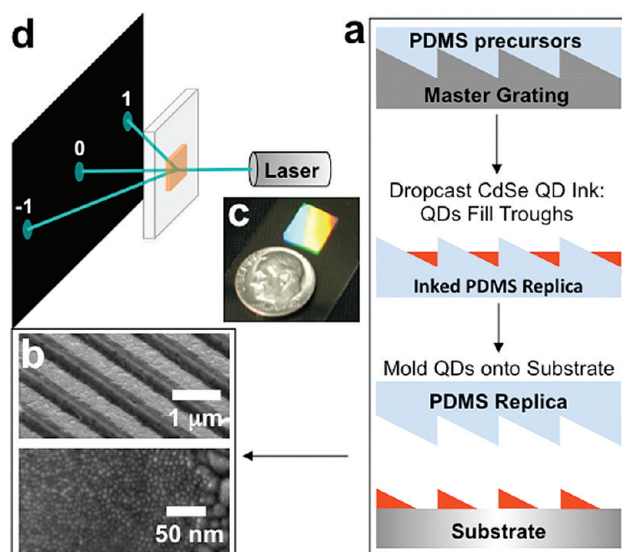 d
1
0
-1
Laser
c
b
1 μm
50 nm
a
PDMS precursors
Master Grating
Dropcast CdSe QD Ink:
QDs Fill Troughs
Inked PDMS Replica
Mold QDs onto Substrate
PDMS Replica
Substrate